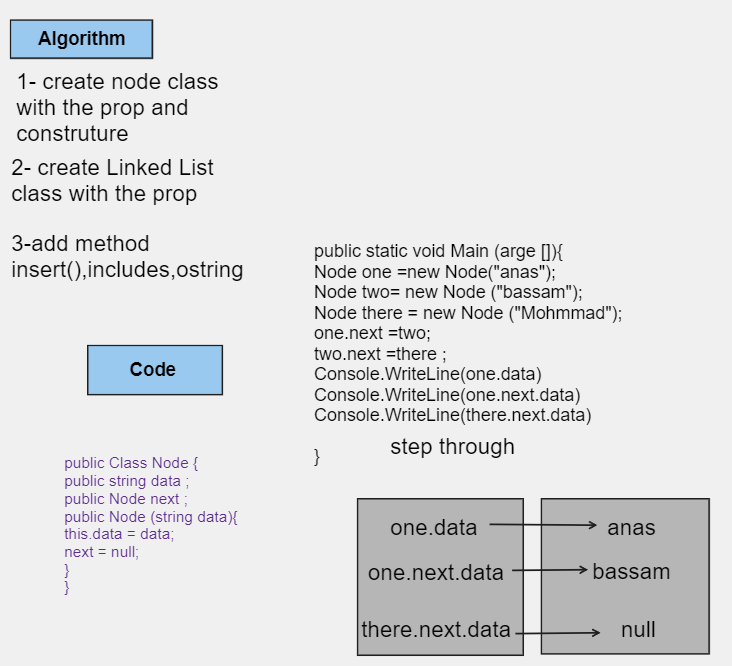 Algorithm
1- create node class
with the prop and
construture
2- create Linked List
class with the prop
3-add method
insert(),includes,ostring
Code
public Class Node {
public string data ;
public Node next ;
public Node (string data){
this.data = data;
next = null;
}
}
public static void Main (arge []){
Node one =new Node("anas");
Node two= new Node ("bassam");
Node there = new Node ("Mohmmad");
one.next =two;
two.next =there ;
Console.WriteLine(one.data)
Console.WriteLine(one.next.data)
Console.WriteLine(there.next.data)
}
step through
one.data
anas
one.next.data
bassam
there.next.data
null